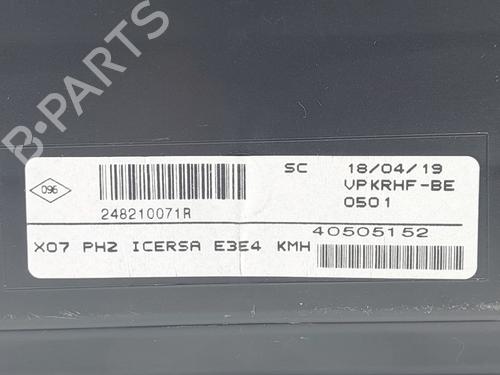 B-PARTS
SC 18/04/19
096
VPKRHF-BE
248210071R
0501
X07 PH2 ICERSA E3E4 KMH
40505152